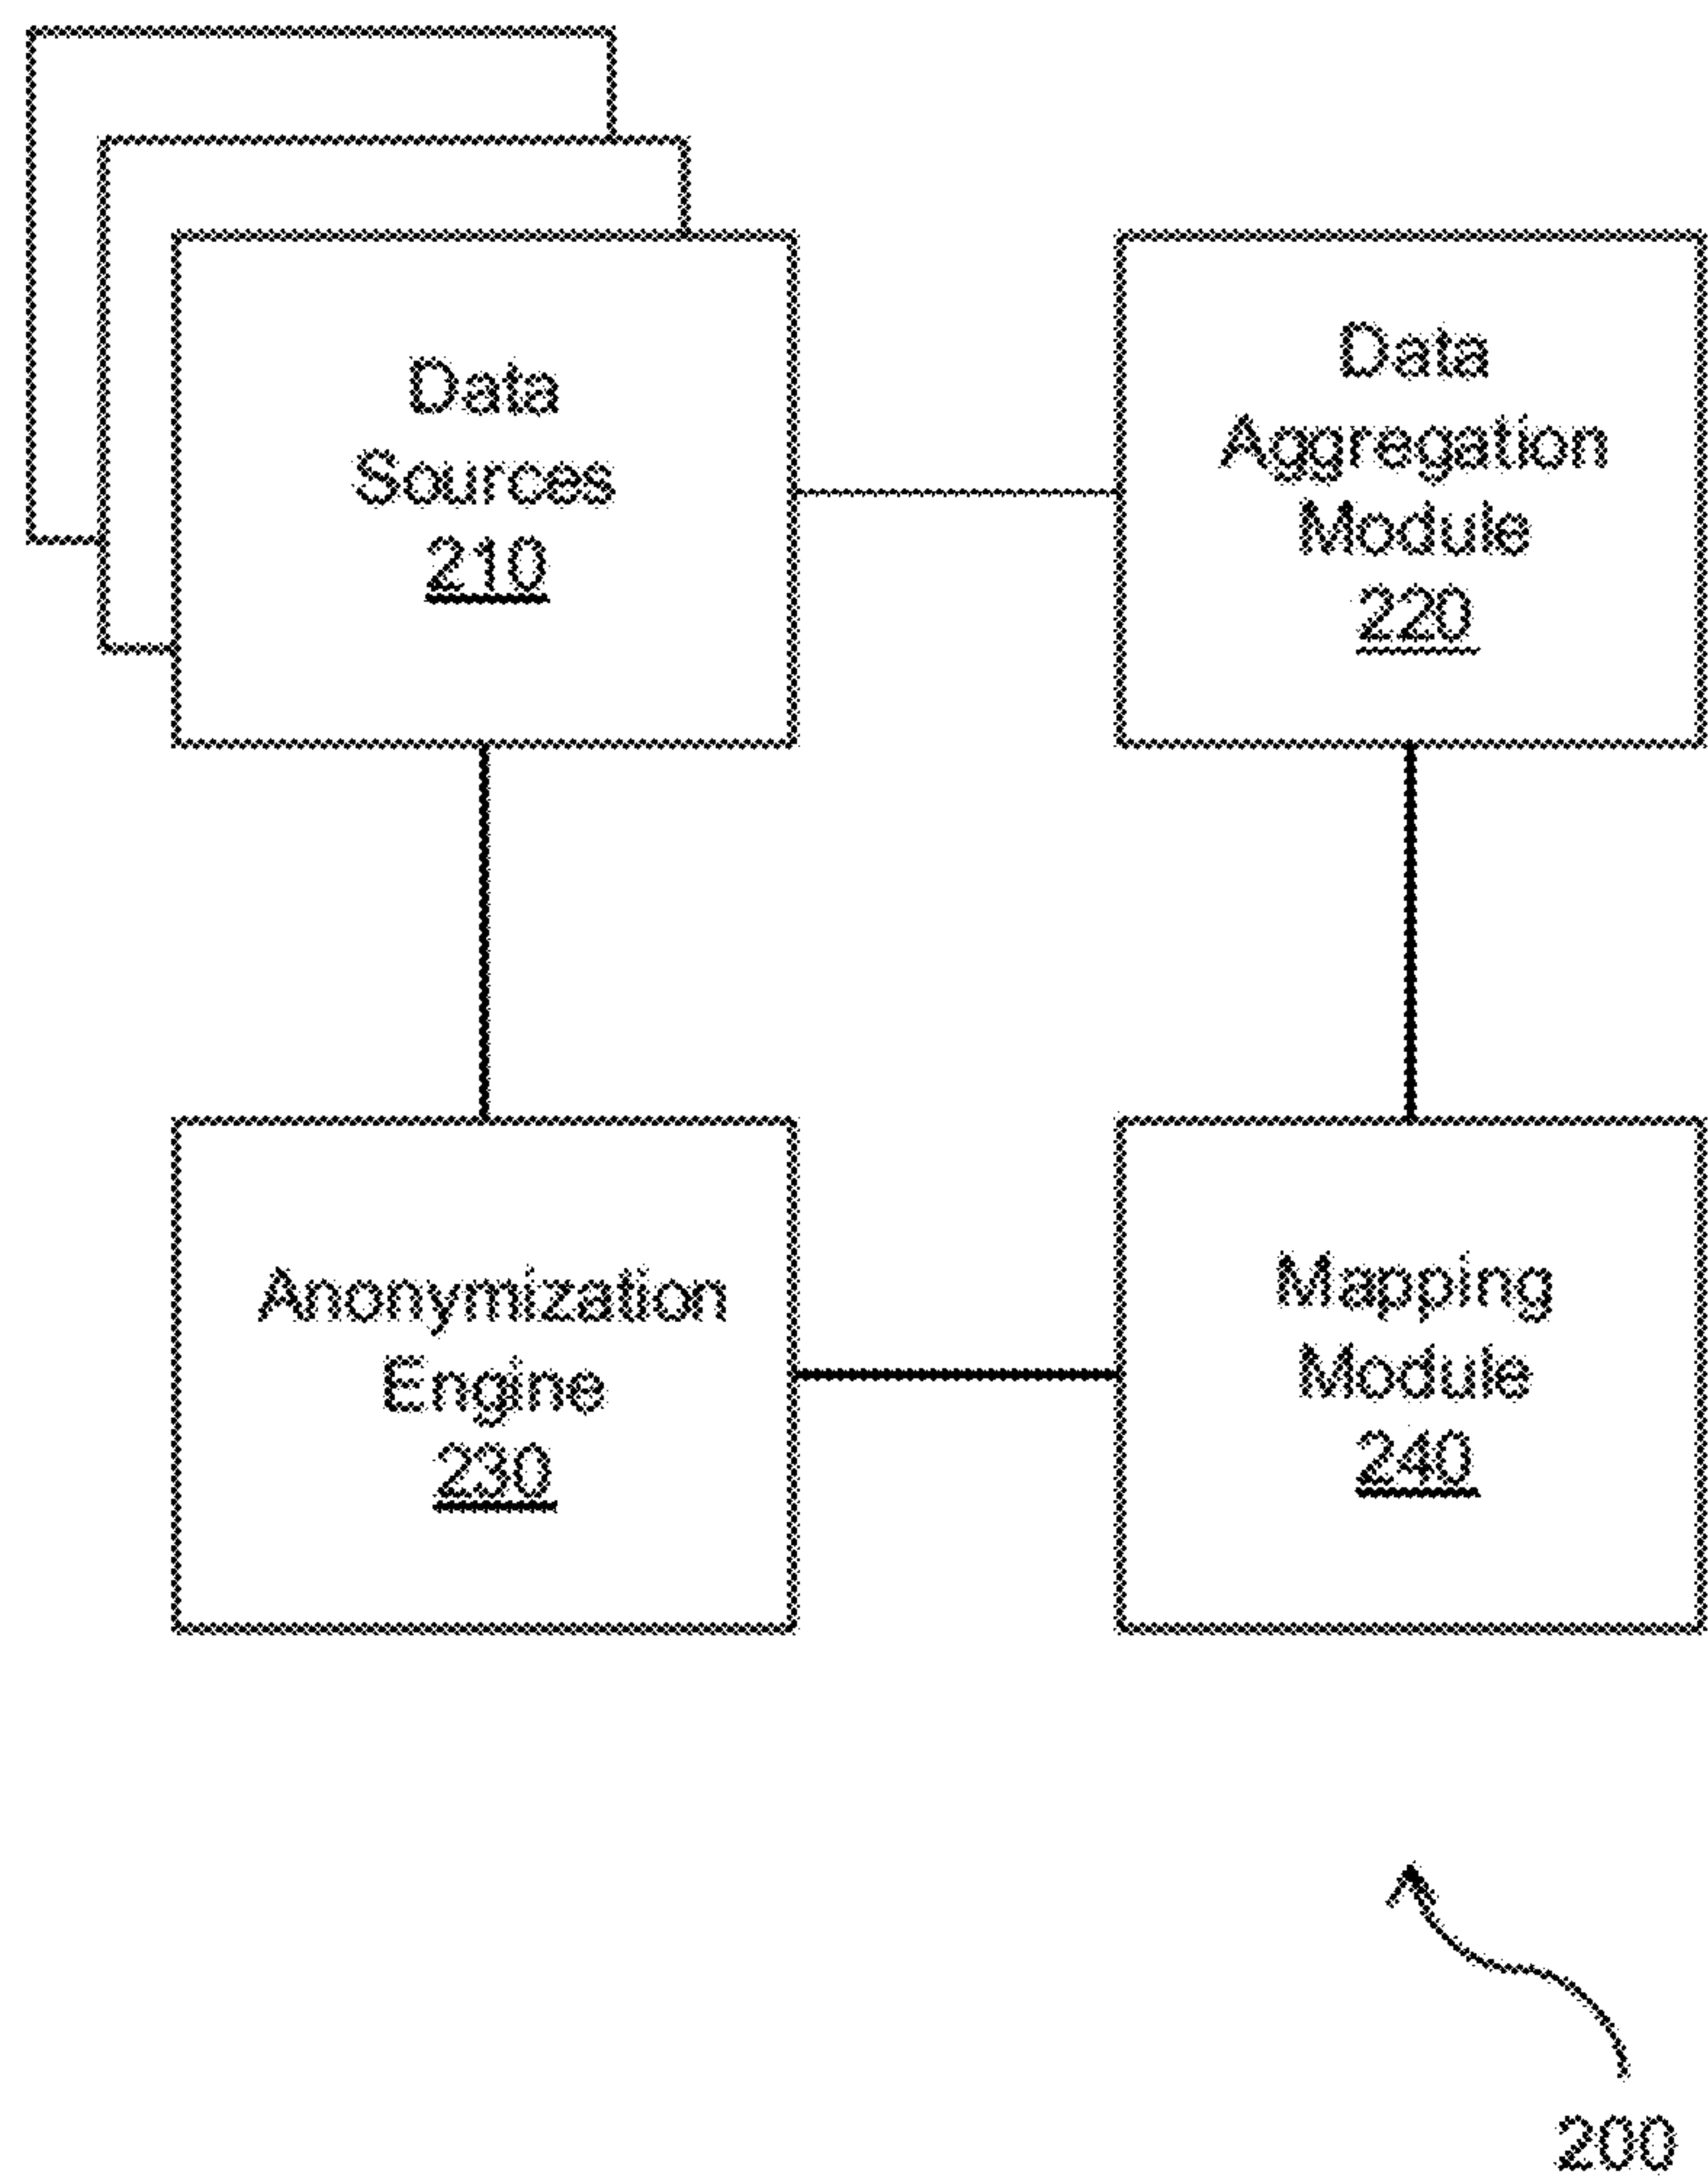 Data
Sources
210
Data
Aggregation
Module
220
Anonymization
Engine
230
Mapping
Module
240
200